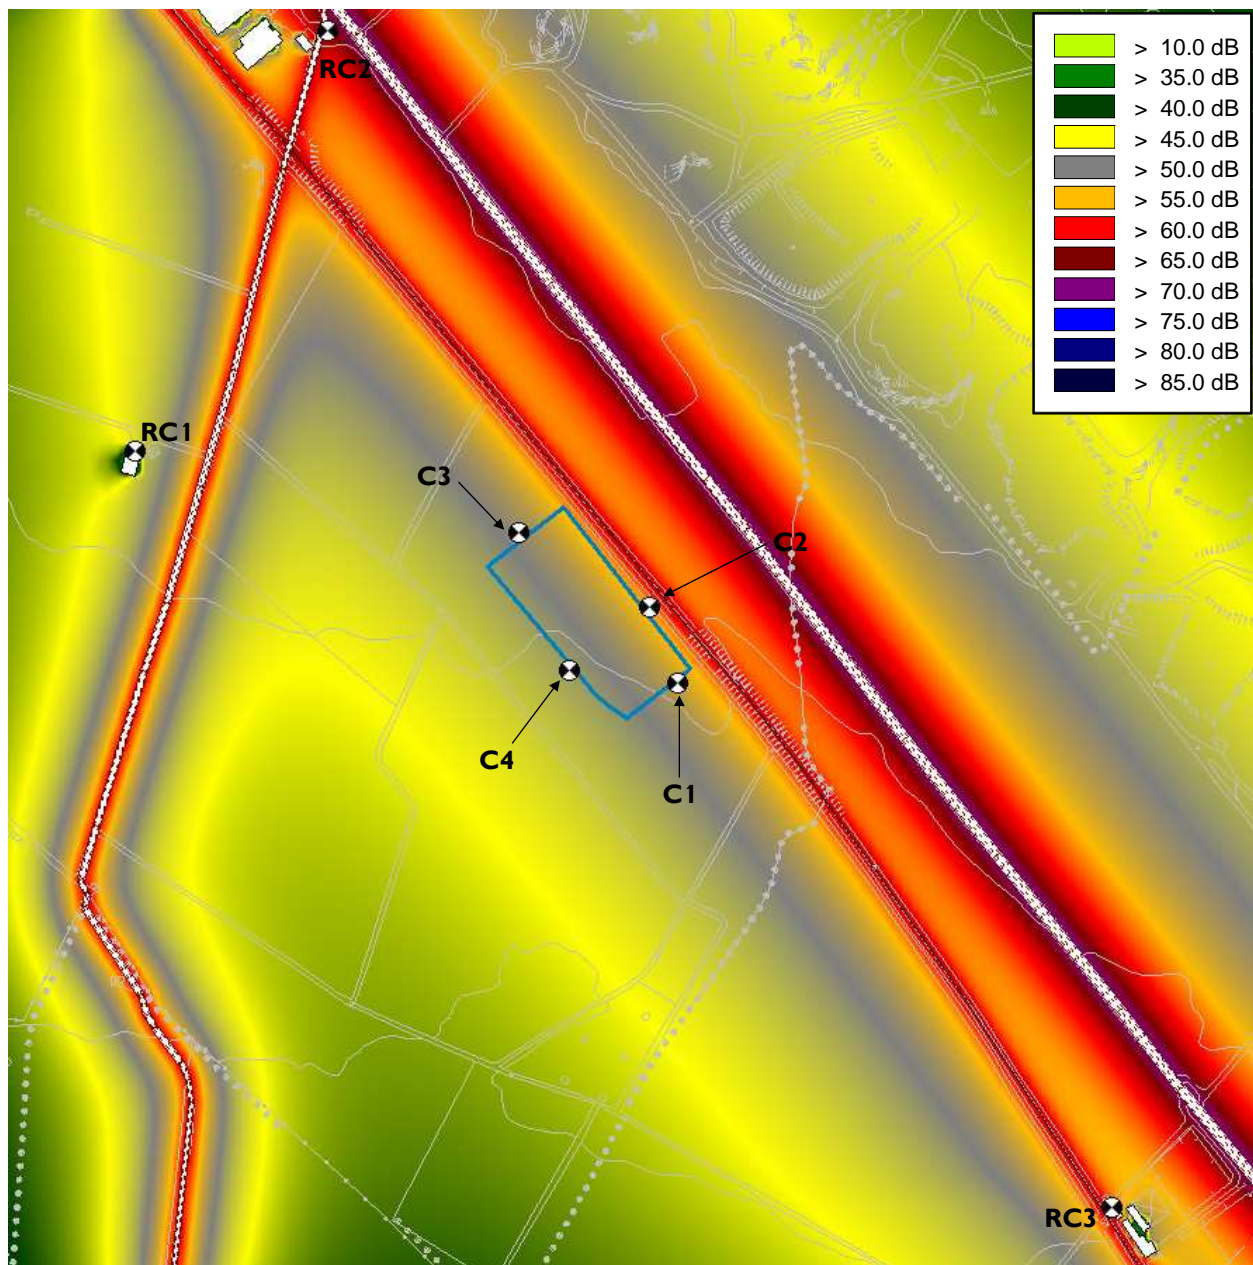 > 10.0 dB
> 35.0 dB
> 40.0 dB
> 45.0 dB
> 50.0 dB
> 55.0 dB
> 60.0 dB
> 65.0 dB
> 70.0 dB
> 75.0 dB
> 80.0 dB
> 85.0 dB
RC2
RC1
C3
C2
C4
C1
RC3